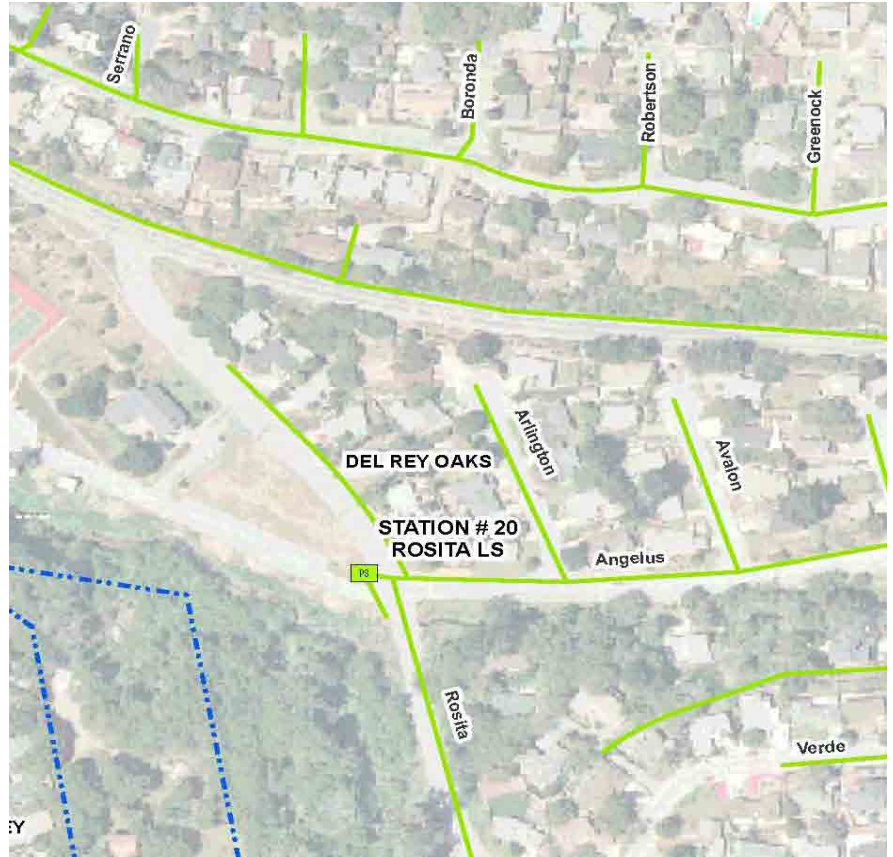 Serrano
Boronda
Robertson
Greenock
DEL REY OAKS
Arlington
Avalon
STATION # 20
ROSITA LS
Angelus
PS
Rosita
Verde
EY